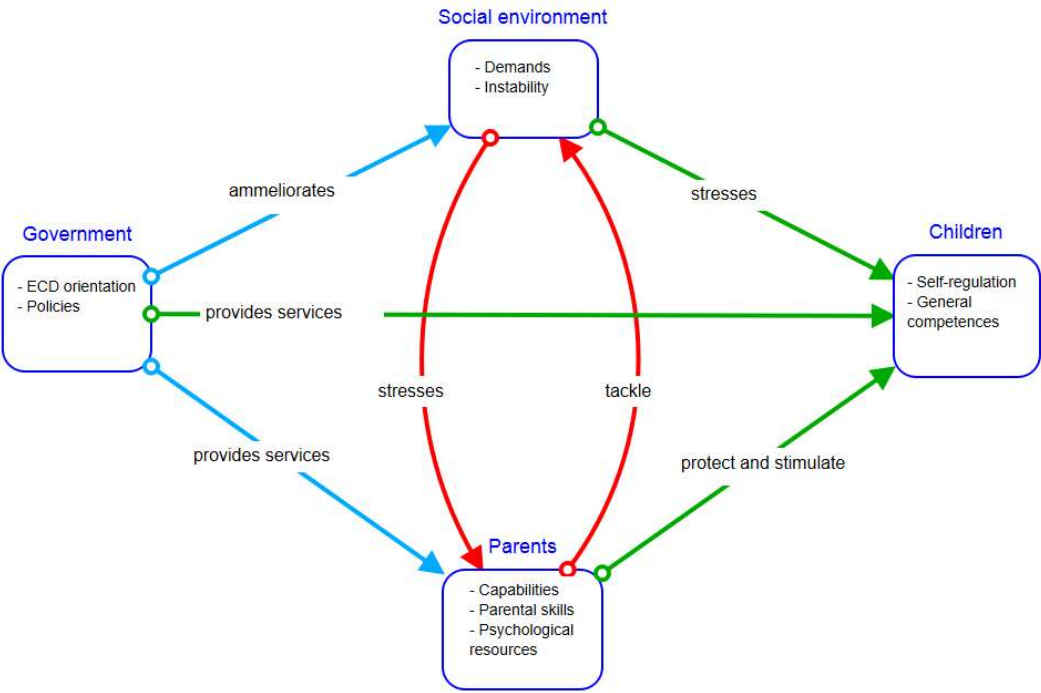 Social environment
- Demands
- Instability
ammeliorates
stresses
Government
- ECD orientation
- Policies
Children
- Self-regulation
- General
competences
provides services
stresses
tackle
provides services
protect and stimulate
Parents
- Capabilities
- Parental skills
- Psychological
resources